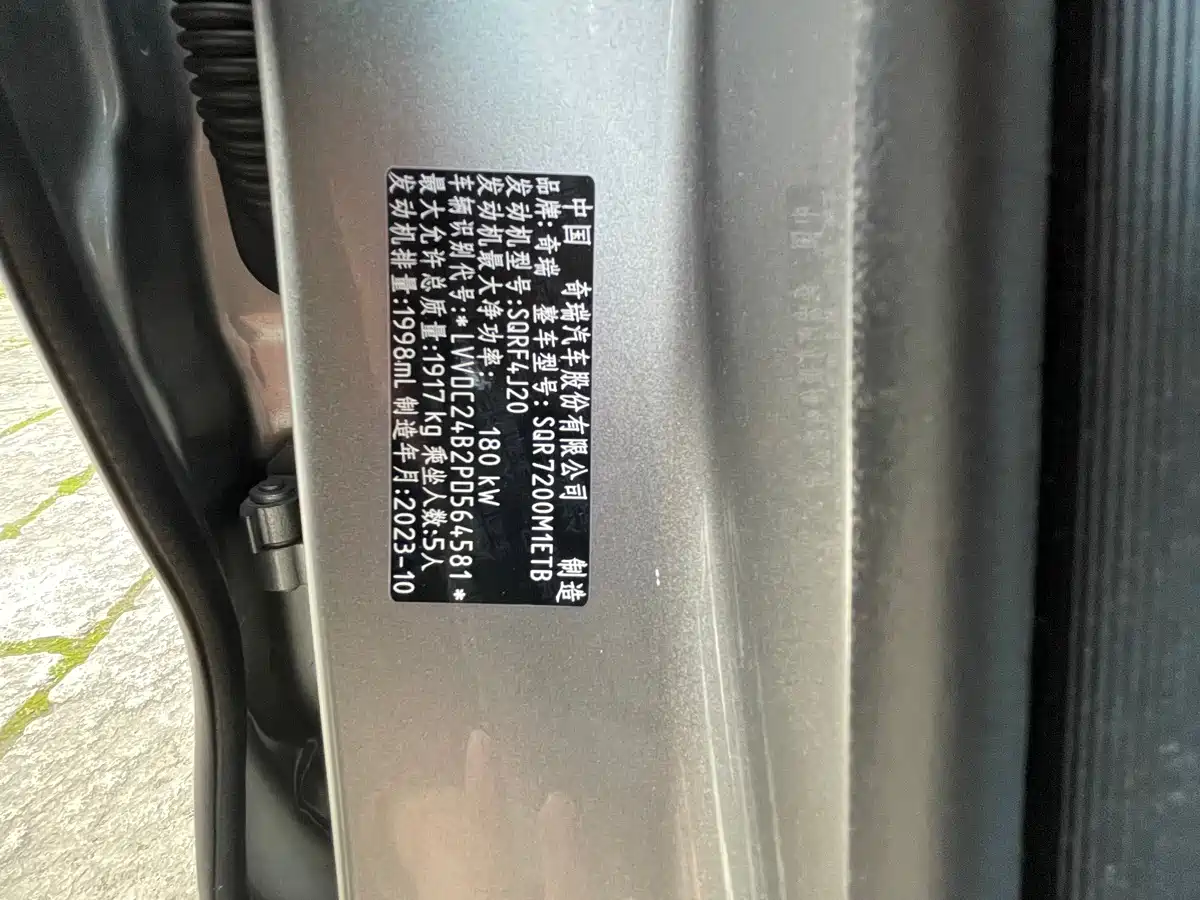 中国 奇瑞汽车股份有限公司 制造
品牌:奇瑞 整车型号:SQR7200M1ETB
发动机型号:SQRF4J20
发动机最大净功率: 180 kW
车辆识别代号:*LVVDC24B2PD564581*
最大允许总质量:1917 kg 乘坐人数:5人
发动机排量:1998mL 制造年月:2023-10